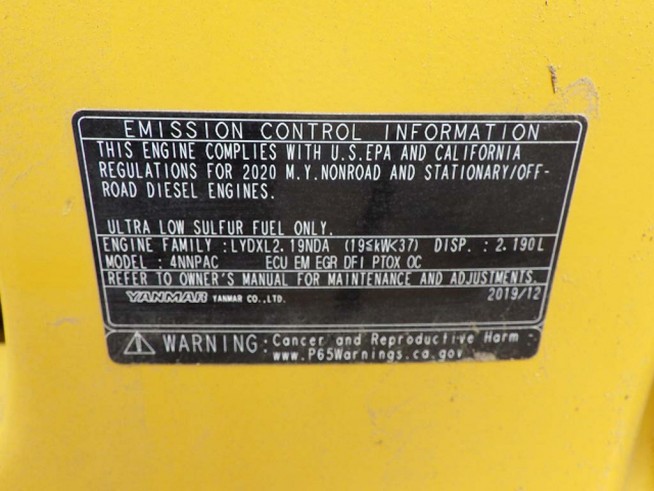 EMISSION CONTROL INFORMATION
THIS ENGINE COMPLIES WITH U.S.EPA AND CALIFORNIA
REGULATIONS FOR 2020 M.Y.NONROAD AND STATIONARY/OFF-
ROAD DIESEL ENGINES.
ULTRA LOW SULFUR FUEL ONLY.
ENGINE FAMILY : LYDXL2.19NDA (19≤kW<37) DISP. : 2.190L
MODEL : 4NNPAC ECU EM EGR DFI PTOX OC
REFER TO OWNER'S MANUAL FOR MAINTENANCE AND ADJUSTMENTS.
YANMAR YANMAR CO.,LTD. 2019/12
WARNING: Cancer and Reproductive Harm -
www.P65Warnings.ca.gov